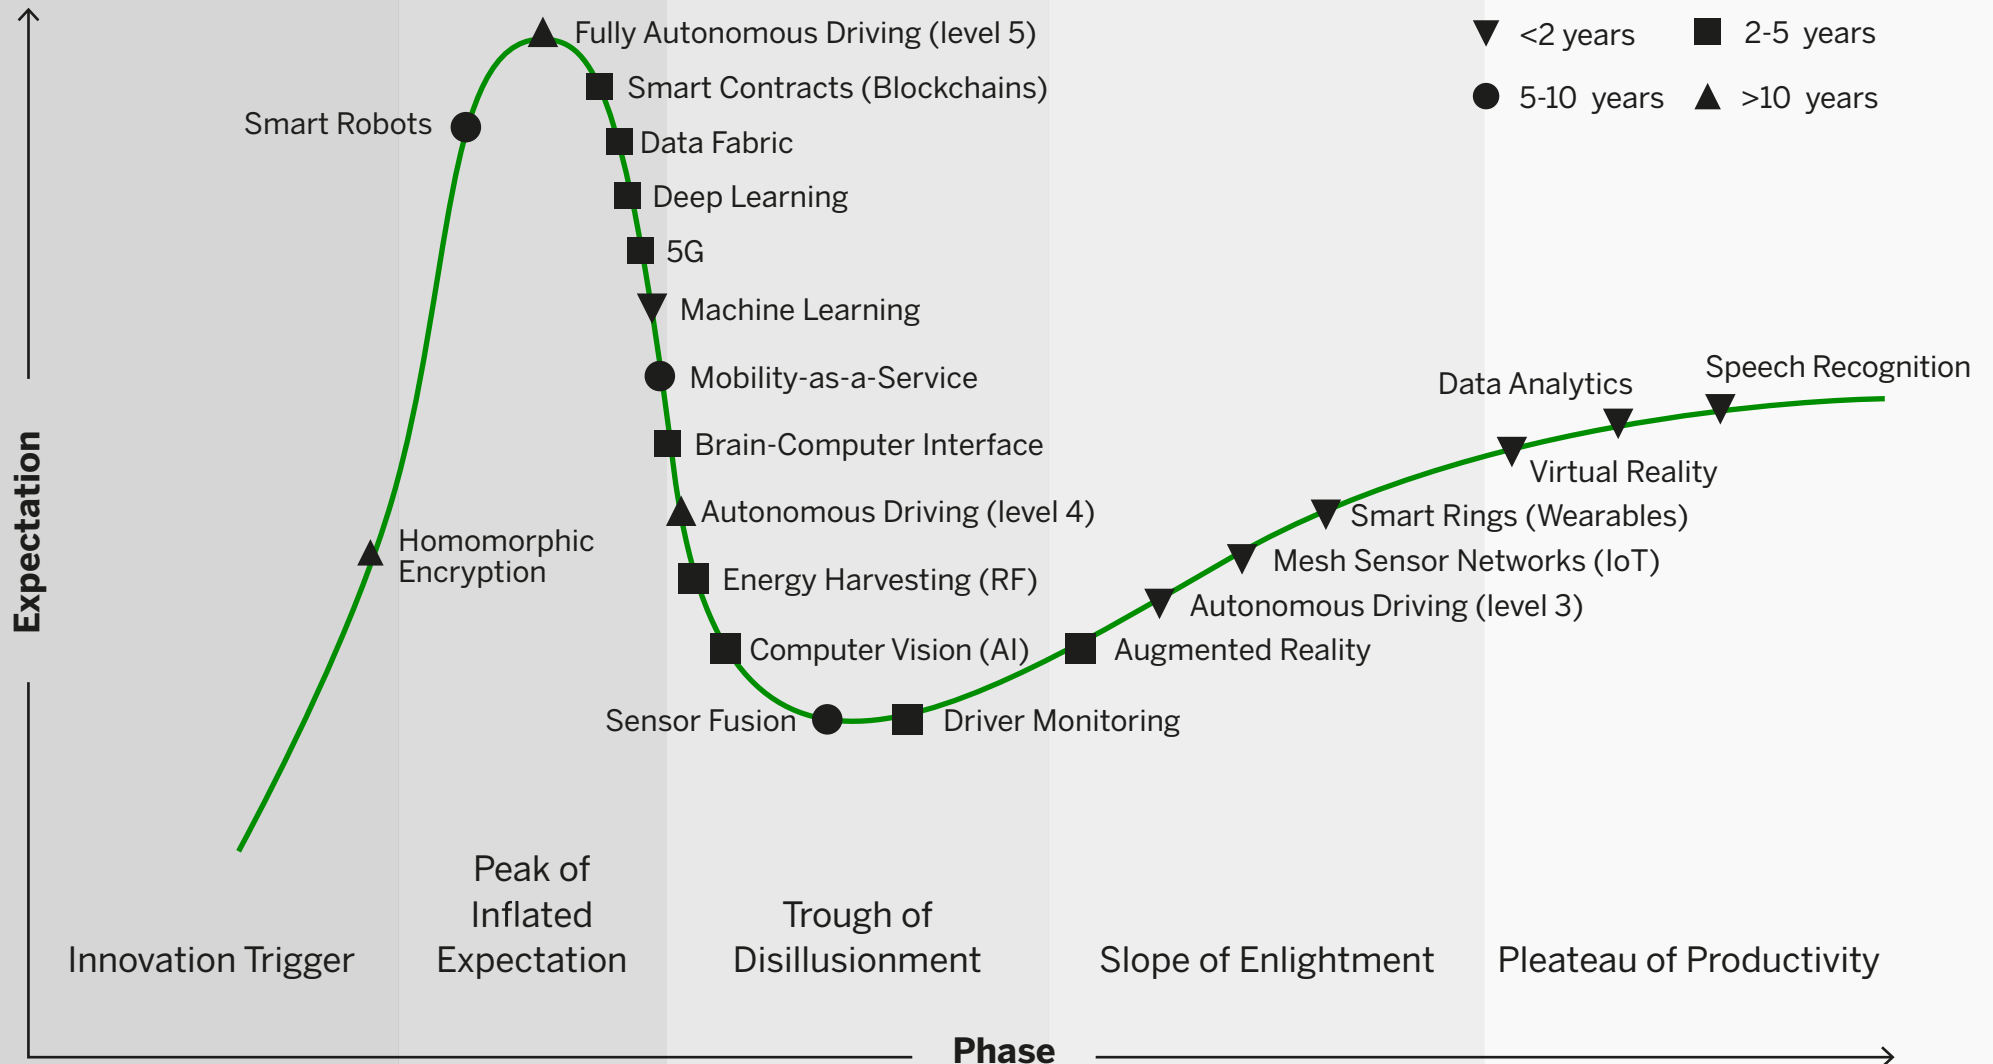 Fully Autonomous Driving (level 5)
<2 years
2-5 years
Smart Contracts (Blockchains)
5-10 years
>10 years
Smart Robots
Data Fabric
Deep Learning
5G
Machine Learning
Mobility-as-a-Service
Brain-Computer Interface
Autonomous Driving (level 4)
Homomorphic
Encryption
Energy Harvesting (RF)
Computer Vision (AI)
Sensor Fusion
Driver Monitoring
Augmented Reality
Autonomous Driving (level 3)
Mesh Sensor Networks (IoT)
Smart Rings (Wearables)
Virtual Reality
Data Analytics
Speech Recognition
Expectation
Innovation Trigger
Peak of
Inflated
Expectation
Trough of
Disillusionment
Slope of Enlightment
Pleateau of Productivity
Phase